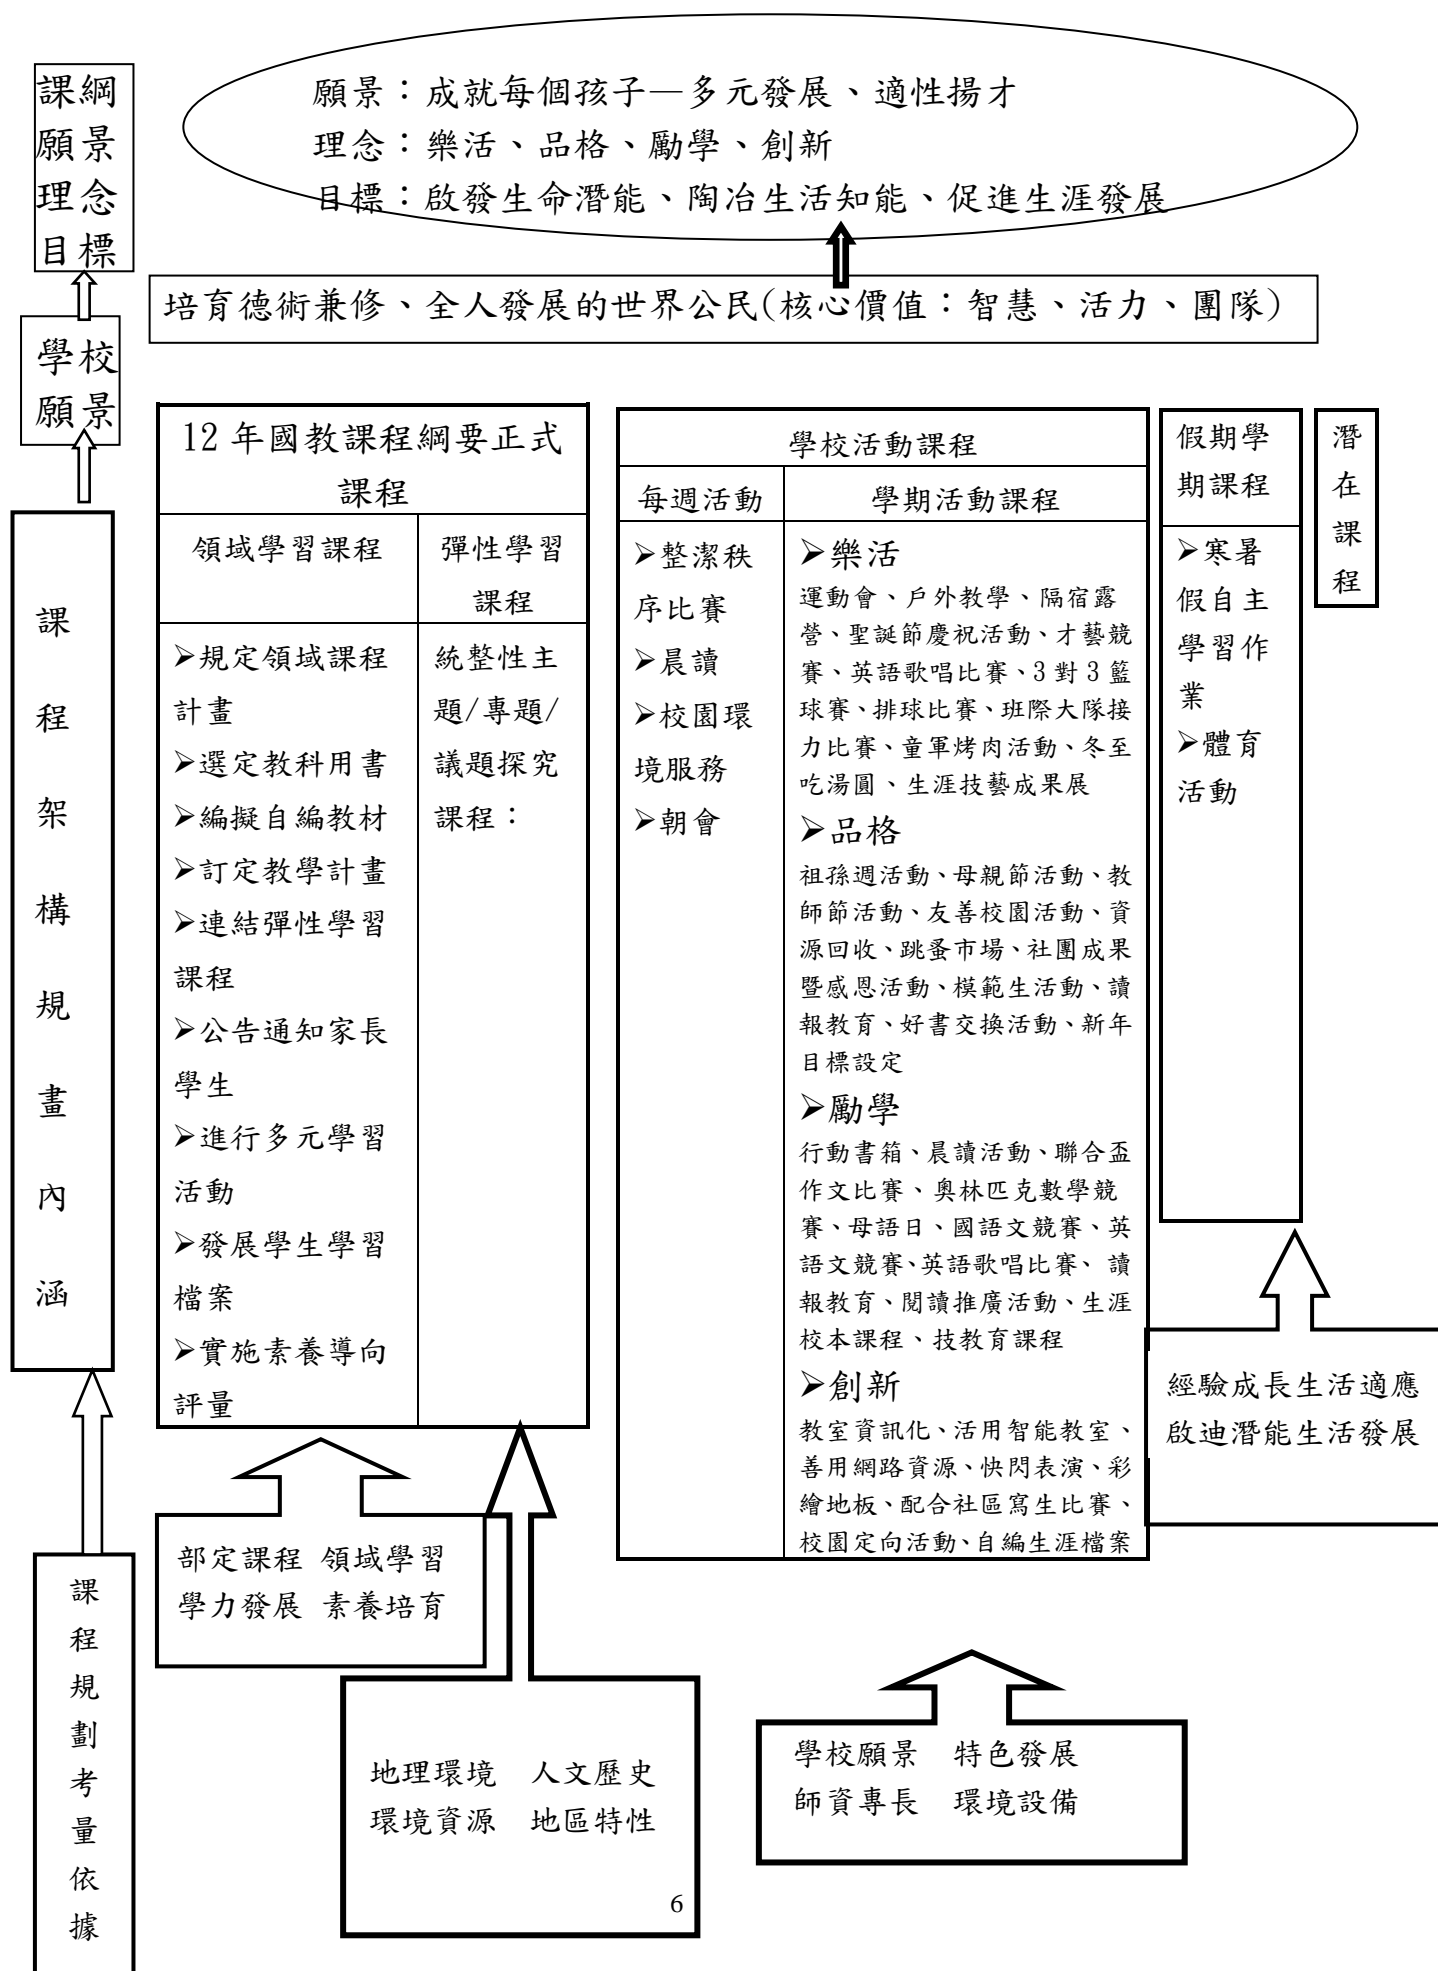 課綱
願景
理念
目標
願景：成就每個孩子—多元發展、適性揚才
理念：樂活、品格、勵學、創新
目標：啟發生命潛能、陶冶生活知能、促進生涯發展
培育德術兼修、全人發展的世界公民(核心價值：智慧、活力、團隊)
學校
願景
課
程
架
構
規
畫
內
涵
12 年國教課程綱要正式
課程
領域學習課程
彈性學習
課程
➢規定領域課程
計畫
➢選定教科用書
➢編擬自編教材
➢訂定教學計畫
➢連結彈性學習
課程
➢公告通知家長
學生
➢進行多元學習
活動
➢發展學生學習
檔案
➢實施素養導向
評量
統整性主
題/專題/
議題探究
課程：
學校活動課程
每週活動
學期活動課程
➢整潔秩
序比賽
➢晨讀
➢校園環
境服務
➢朝會
➢樂活
運動會、戶外教學、隔宿露
營、聖誕節慶祝活動、才藝競
賽、英語歌唱比賽、3 對 3 籃
球賽、排球比賽、班際大隊接
力比賽、童軍烤肉活動、冬至
吃湯圓、生涯技藝成果展
➢品格
祖孫週活動、母親節活動、教
師節活動、友善校園活動、資
源回收、跳蚤市場、社團成果
暨感恩活動、模範生活動、讀
報教育、好書交換活動、新年
目標設定
➢勵學
行動書箱、晨讀活動、聯合盃
作文比賽、奧林匹克數學競
賽、母語日、國語文競賽、英
語文競賽、英語歌唱比賽、 讀
報教育、閱讀推廣活動、生涯
校本課程、技教育課程
➢創新
教室資訊化、活用智能教室、
善用網路資源、快閃表演、彩
繪地板、配合社區寫生比賽、
校園定向活動、自編生涯檔案
假期學
期課程
➢寒暑
假自主
學習作
業
➢體育
活動
潛
在
課
程
經驗成長生活適應
啟迪潛能生活發展
課
程
規
劃
考
量
依
據
部定課程 領域學習
學力發展 素養培育
地理環境　人文歷史
環境資源　地區特性
學校願景　特色發展
師資專長　環境設備
6